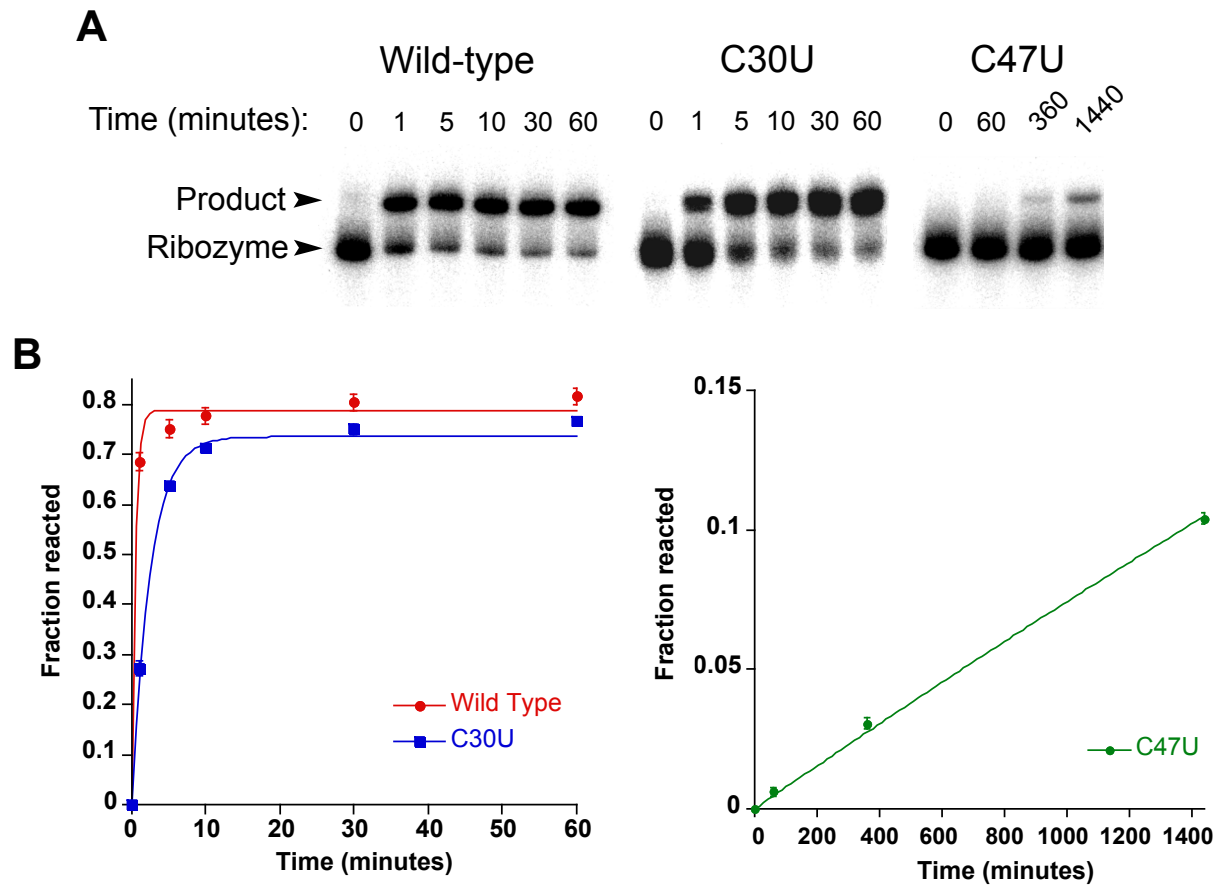 A
Wild-type C30U C47U
Time (minutes): 0 1 5 10 30 60 0 1 5 10 30 60 0 60 360 1440
Product
Ribozyme
B
0.8
0.7
0.6
0.5
0.4
0.3
0.2
0.1
0
Fraction reacted
0 10 20 30 40 50 60
Time (minutes)
Wild Type
C30U
0.15
0.1
0.05
0
Fraction reacted
0 200 400 600 800 1000 1200 1400
Time (minutes)
C47U